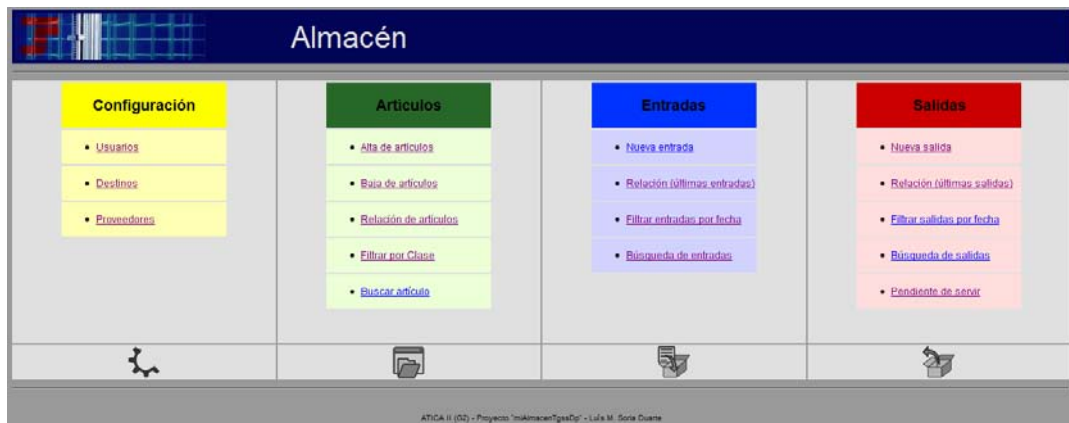 Almacén
Configuración
Usuarios
Destinos
Proveedores
Articulos
Alta de artículos
Baja de artículos
Relación de artículos
Filtrar por Clase
Buscar artículo
Entradas
Nueva entrada
Relación (últimas entradas)
Filtrar entradas por fecha
Búsqueda de entradas
Salidas
Nueva salida
Relación (últimas salidas)
Filtrar salidas por fecha
Búsqueda de salidas
Pendiente de servir
ATICA II (G2) - Proyecto "miAlmacenTgssDp" - Luis M. Soria Duarte